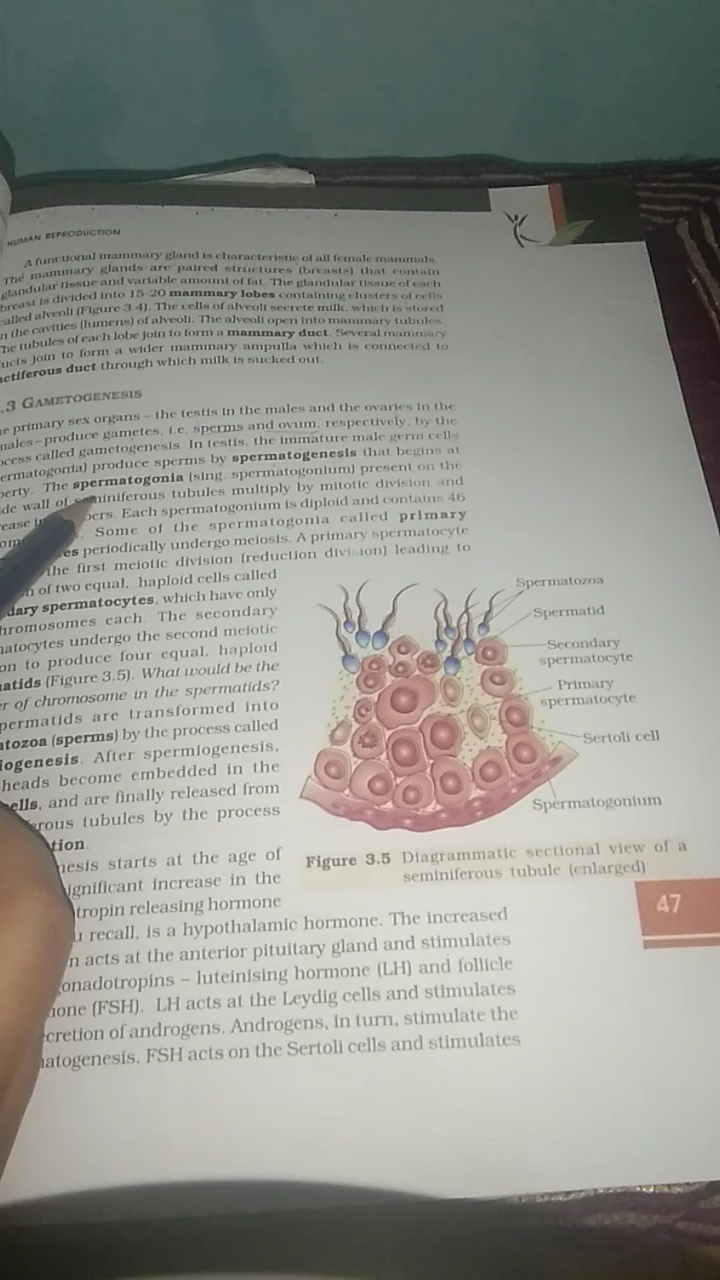 HUMAN REPRODUCTION
A functional mammary gland is characteristic of all female mammals.
The mammary glands are paired structures (breasts) that contain
glandular tissue and variable amount of fat. The glandular tissue of each
breast is divided into 15-20 mammary lobes containing clusters of cells
called alveoli (Figure 3.4). The cells of alveoli secrete milk, which is stored
n the cavities (lumens) of alveoli. The alveoli open into mammary tubules.
he tubules of each lobe join to form a mammary duct. Several mammary
ucts join to form a wider mammary ampulla which is connected to
actiferous duct through which milk is sucked out.
.3 GAMETOGENESIS
e primary sex organs – the testis in the males and the ovaries in the
males – produce gametes, i.e, sperms and ovum, respectively, by the
ocess called gametogenesis. In testis, the immature male germ cells
ermatogonia) produce sperms by spermatogenesis that begins at
berty. The spermatogonia (sing. spermatogonium) present on the
de wall of seminiferous tubules multiply by mitotic division and
ease in bers. Each spermatogonium is diploid and contains 46
om Some of the spermatogonia called primary
es periodically undergo meiosis. A primary spermatocyte
the first meiotic division (reduction division) leading to
n of two equal, haploid cells called
dary spermatocytes, which have only
hromosomes each. The secondary
matocytes undergo the second meiotic
on to produce four equal, haploid
natids (Figure 3.5). What would be the
er of chromosome in the spermatids?
permatids are transformed into
atozoa (sperms) by the process called
iogenesis. After spermiogenesis,
heads become embedded in the
cells, and are finally released from
erous tubules by the process
tion.
nesis starts at the age of
ignificant increase in the
tropin releasing hormone
u recall, is a hypothalamic hormone. The increased
n acts at the anterior pituitary gland and stimulates
gonadotropins – luteinising hormone (LH) and follicle
mone (FSH). LH acts at the Leydig cells and stimulates
cretion of androgens. Androgens, in turn, stimulate the
natogenesis. FSH acts on the Sertoli cells and stimulates
Spermatozoa
Spermatid
Secondary
spermatocyte
Primary
spermatocyte
Sertoli cell
Spermatogonium
Figure 3.5 Diagrammatic sectional view of a
seminiferous tubule (enlarged)
47